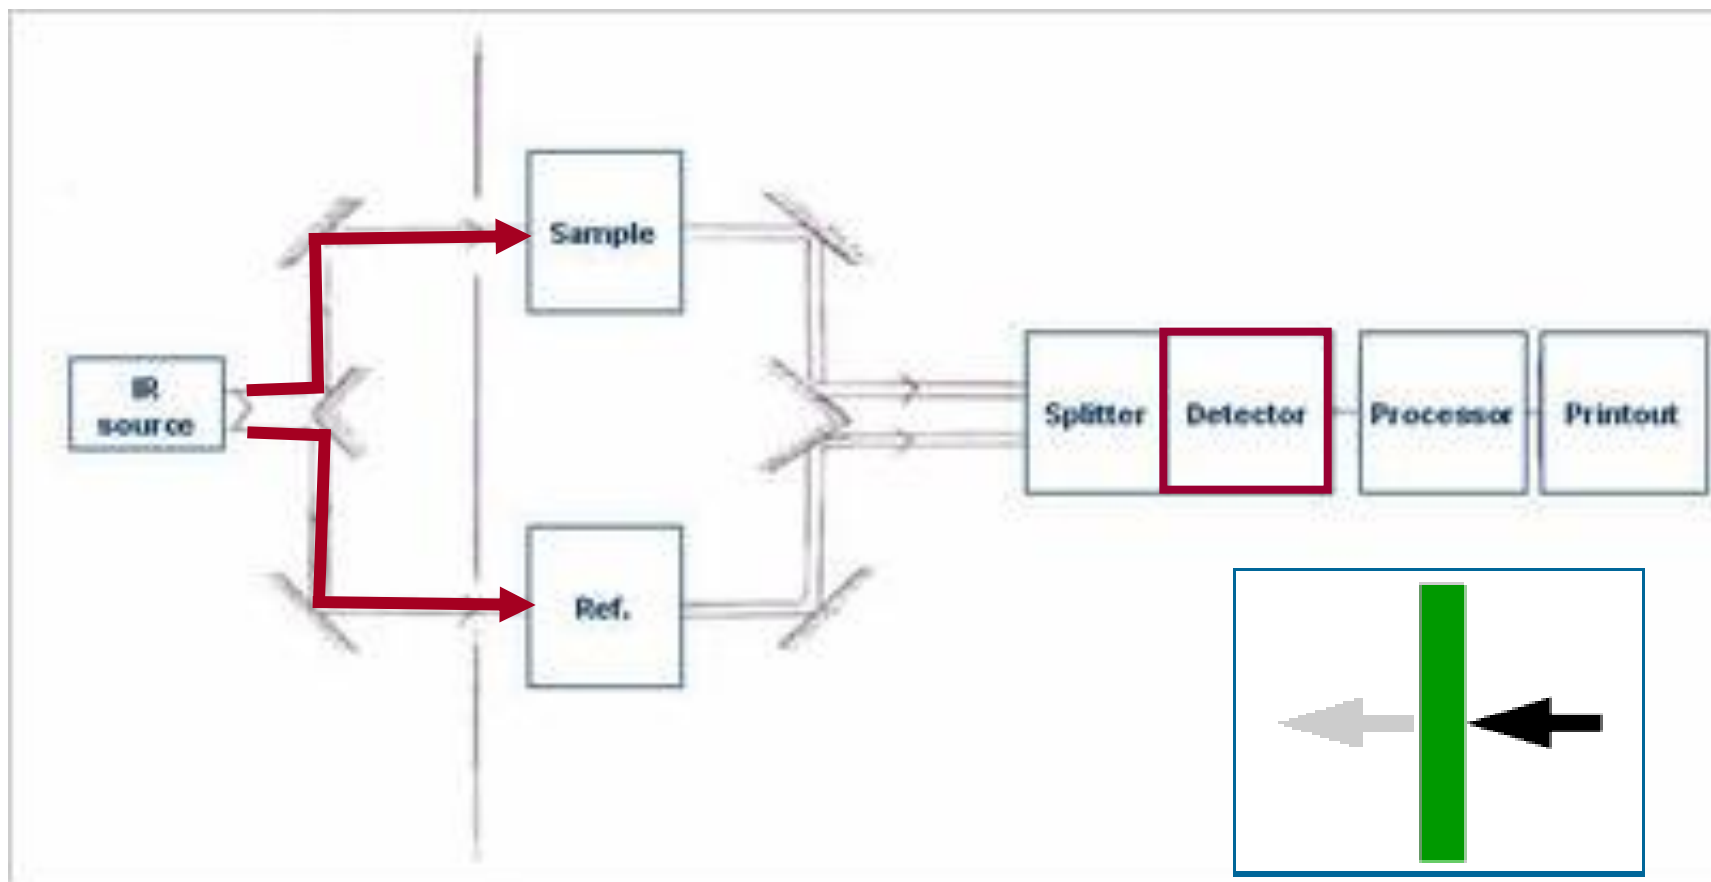 Sample
IR
source
Splitter
Detector
Processor
Printout
Ref.